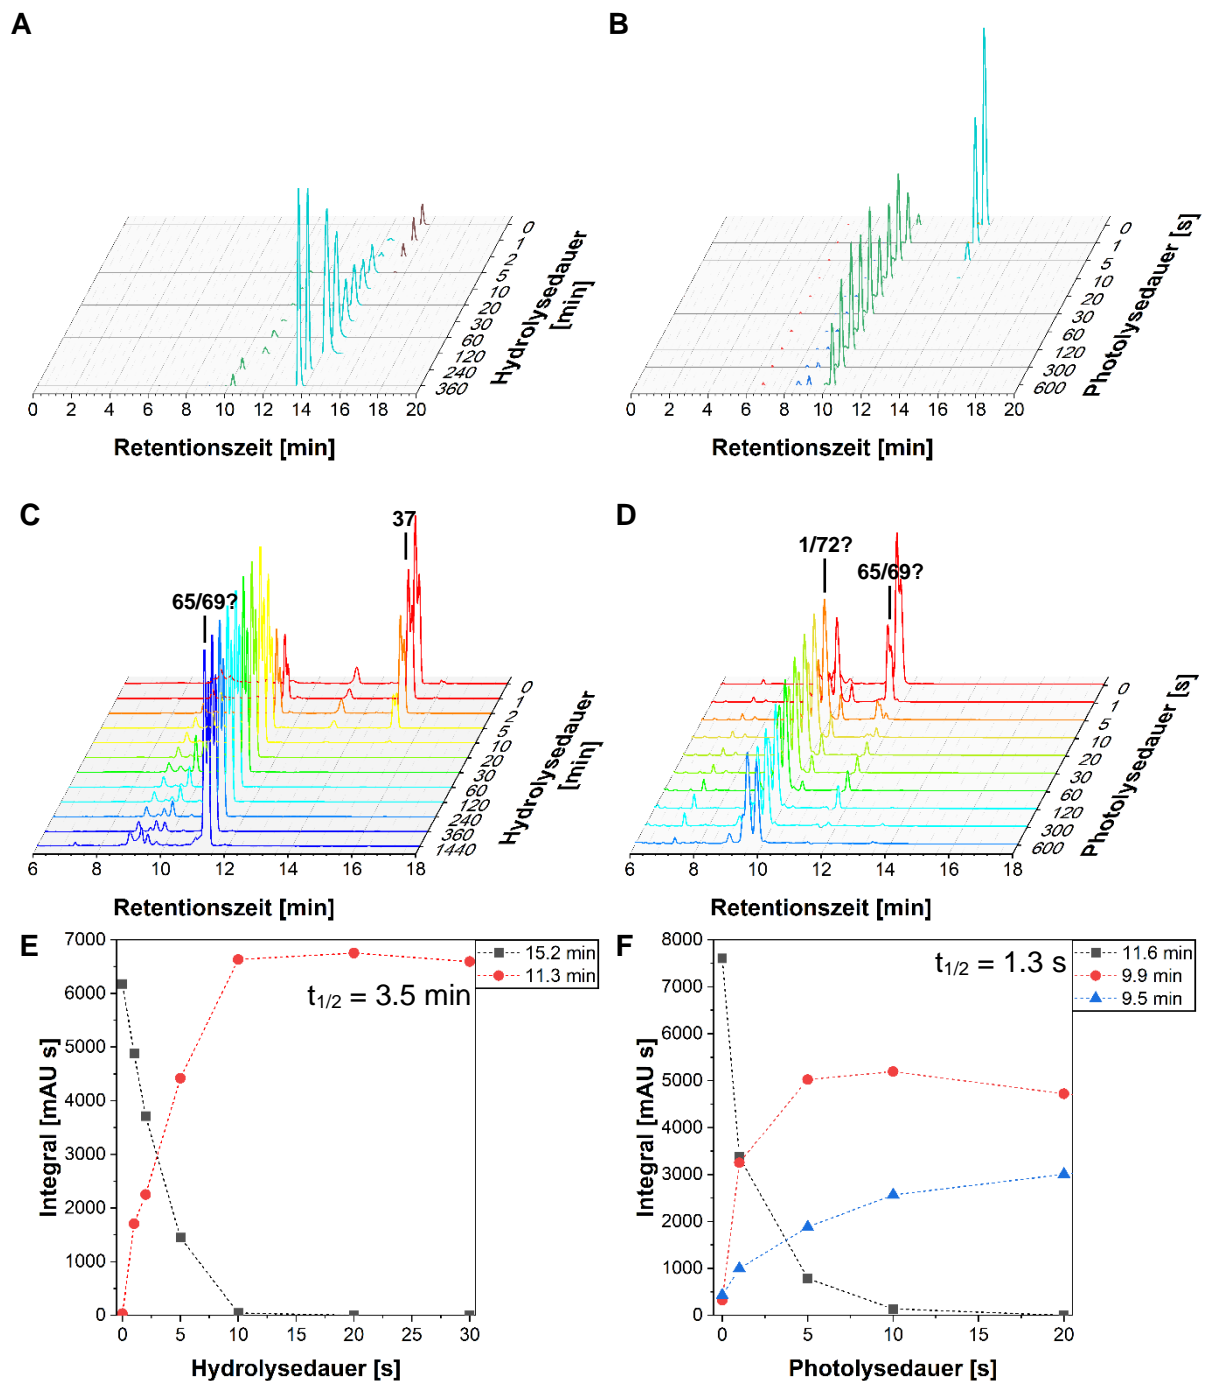 A
0
1
2
5
10
20
30
60
120
240
360
Hydrolysedauer
[min]
0 2 4 6 8 10 12 14 16 18 20
Retentionszeit [min]
B
0
1
5
10
20
30
60
120
300
600
Photolysedauer [s]
0 2 4 6 8 10 12 14 16 18 20
Retentionszeit [min]
C
37
65/69?
0
1
2
5
10
20
30
60
120
240
360
1440
Hydrolysedauer
[min]
6 8 10 12 14 16 18
Retentionszeit [min]
D
1/72?
65/69?
0
1
5
10
20
30
60
120
300
600
Photolysedauer [s]
6 8 10 12 14 16 18
Retentionszeit [min]
E
15.2 min
11.3 min
t1/2 = 3.5 min
7000
6000
5000
4000
3000
2000
1000
0
Integral [mAU s]
0 5 10 15 20 25 30
Hydrolysedauer [s]
F
11.6 min
9.9 min
9.5 min
t1/2 = 1.3 s
8000
7000
6000
5000
4000
3000
2000
1000
0
Integral [mAU s]
0 5 10 15 20
Photolysedauer [s]